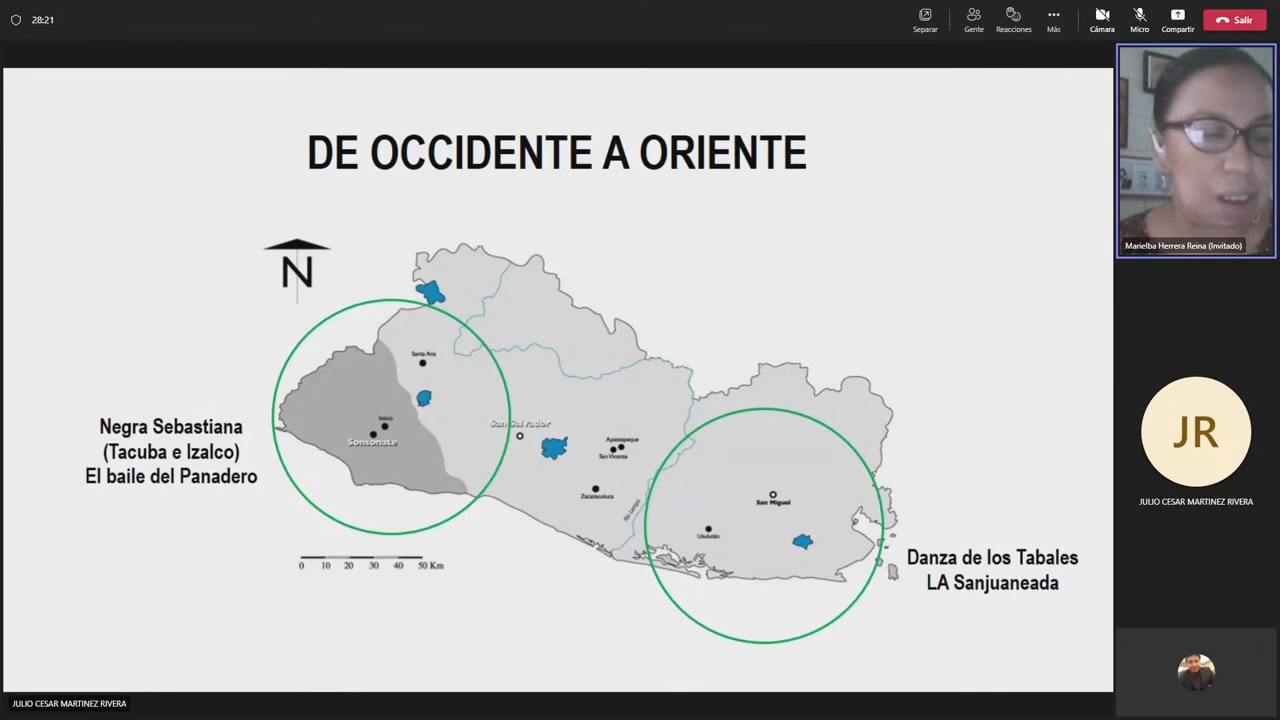 28:21
Separar
Gente
Reacciones
Más
Cámara
Micro
Compartir
Salir
DE OCCIDENTE A ORIENTE
N
Santa Ana
Izalco
Sonsonate
San Salvador
Apastepeque
San Vicente
Zacatecoluca
Río Lempa
San Miguel
Usulután
Negra Sebastiana
(Tacuba e Izalco)
El baile del Panadero
0 10 20 30 40 50 Km
Danza de los Tabales
LA Sanjuaneada
Marielba Herrera Reina (Invitado)
JR
JULIO CESAR MARTINEZ RIVERA
JULIO CESAR MARTINEZ RIVERA